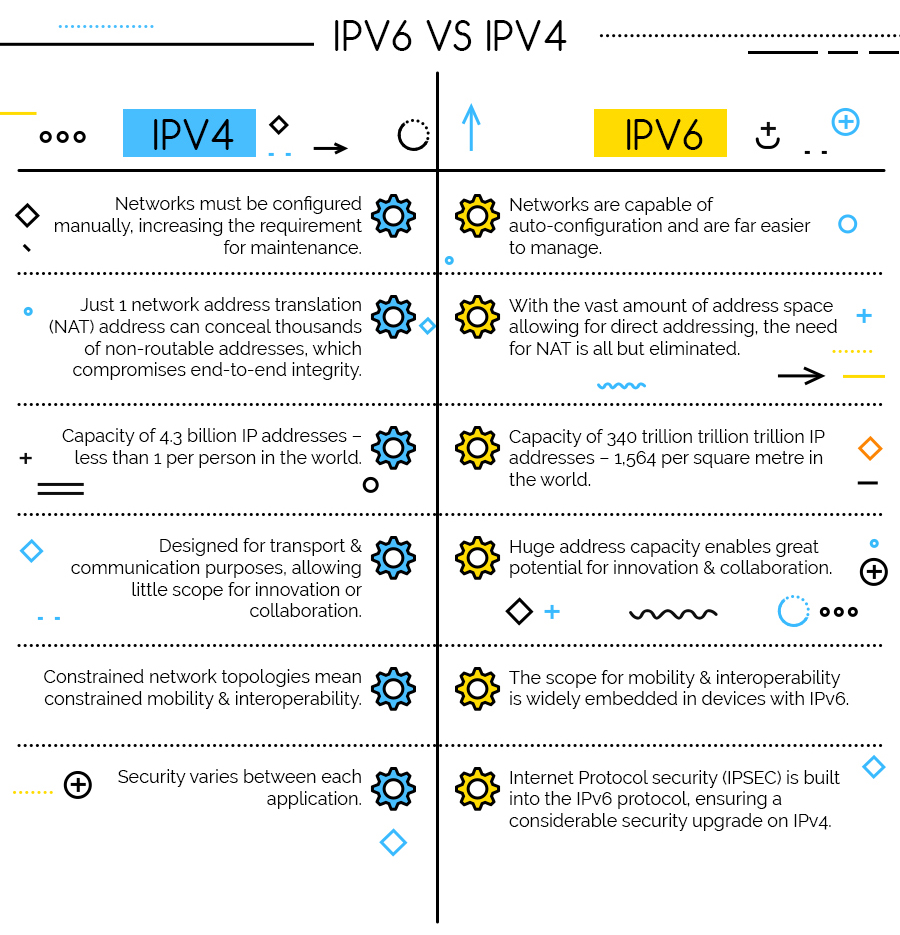 IPV6 VS IPV4
IPV4
IPV6
Networks must be configured
manually, increasing the requirement
for maintenance.
Networks are capable of
auto-configuration and are far easier
to manage.
Just 1 network address translation
(NAT) address can conceal thousands
of non-routable addresses, which
compromises end-to-end integrity.
With the vast amount of address space
allowing for direct addressing, the need
for NAT is all but eliminated.
Capacity of 4.3 billion IP addresses –
less than 1 per person in the world.
Capacity of 340 trillion trillion trillion IP
addresses – 1,564 per square metre in
the world.
Designed for transport &
communication purposes, allowing
little scope for innovation or
collaboration.
Huge address capacity enables great
potential for innovation & collaboration.
Constrained network topologies mean
constrained mobility & interoperability.
The scope for mobility & interoperability
is widely embedded in devices with IPv6.
Security varies between each
application.
Internet Protocol security (IPSEC) is built
into the IPv6 protocol, ensuring a
considerable security upgrade on IPv4.